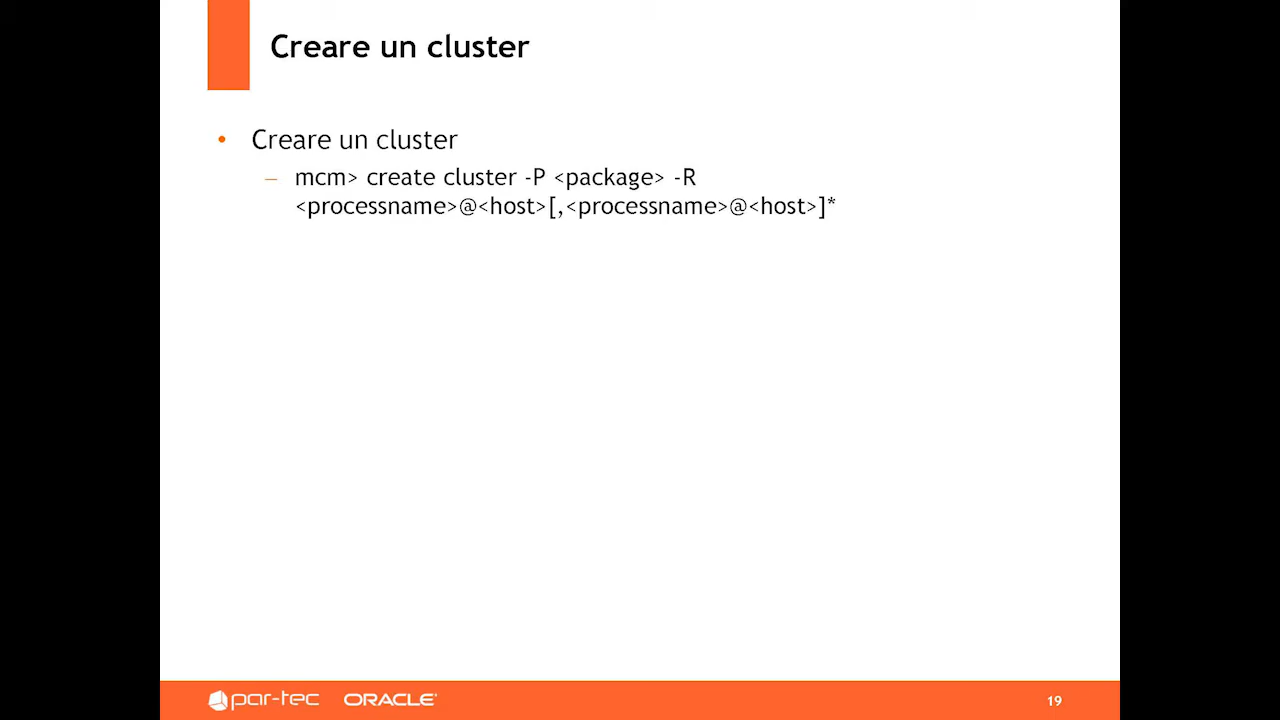 Creare un cluster
• Creare un cluster
– mcm> create cluster -P <package> -R
<processname>@<host>[,<processname>@<host>]*
par-tec ORACLE 19